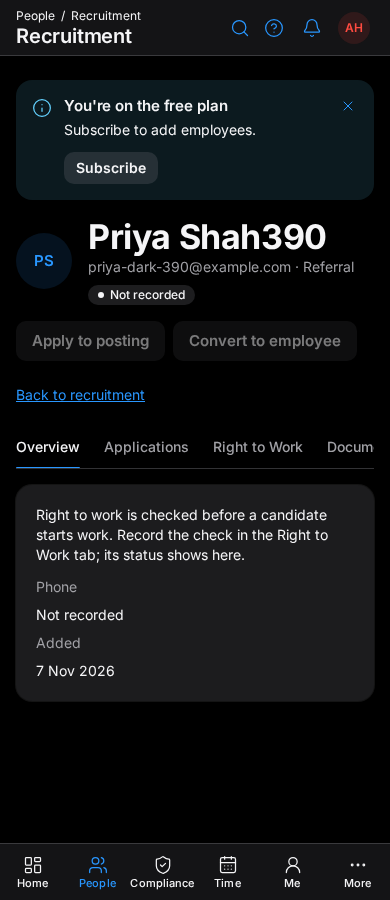 People / Recruitment
Recruitment
AH
You're on the free plan
Subscribe to add employees.
Subscribe
PS
Priya Shah390
priya-dark-390@example.com · Referral
Not recorded
Apply to posting
Convert to employee
Back to recruitment
Overview
Applications
Right to Work
Docum
Right to work is checked before a candidate
starts work. Record the check in the Right to
Work tab; its status shows here.
Phone
Not recorded
Added
7 Nov 2026
Home
People
Compliance
Time
Me
More